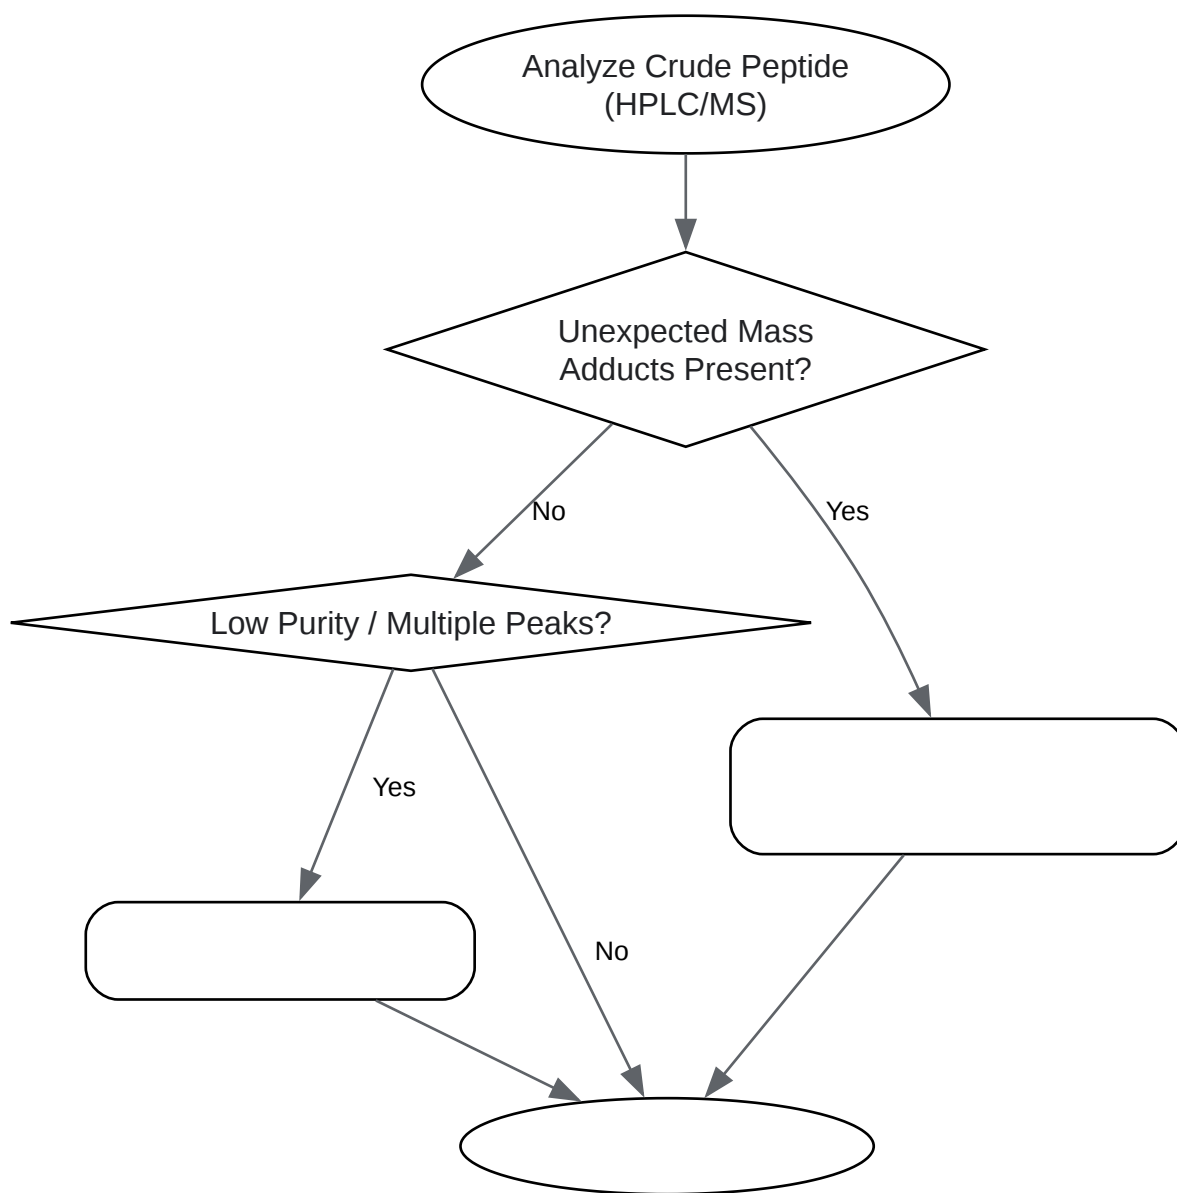 Analyze Crude Peptide
(HPLC/MS)
Unexpected Mass
Adducts Present?
No
Yes
Low Purity / Multiple Peaks?
Yes
No